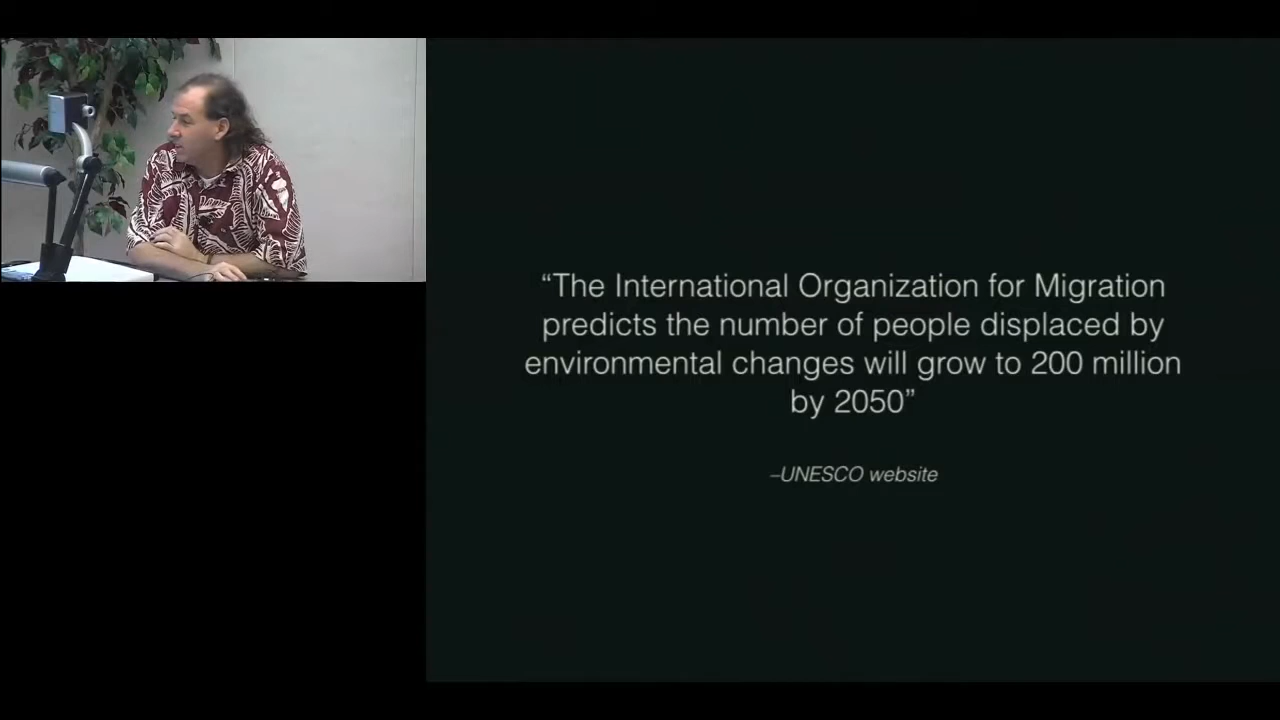 “The International Organization for Migration
predicts the number of people displaced by
environmental changes will grow to 200 million
by 2050”
–UNESCO website